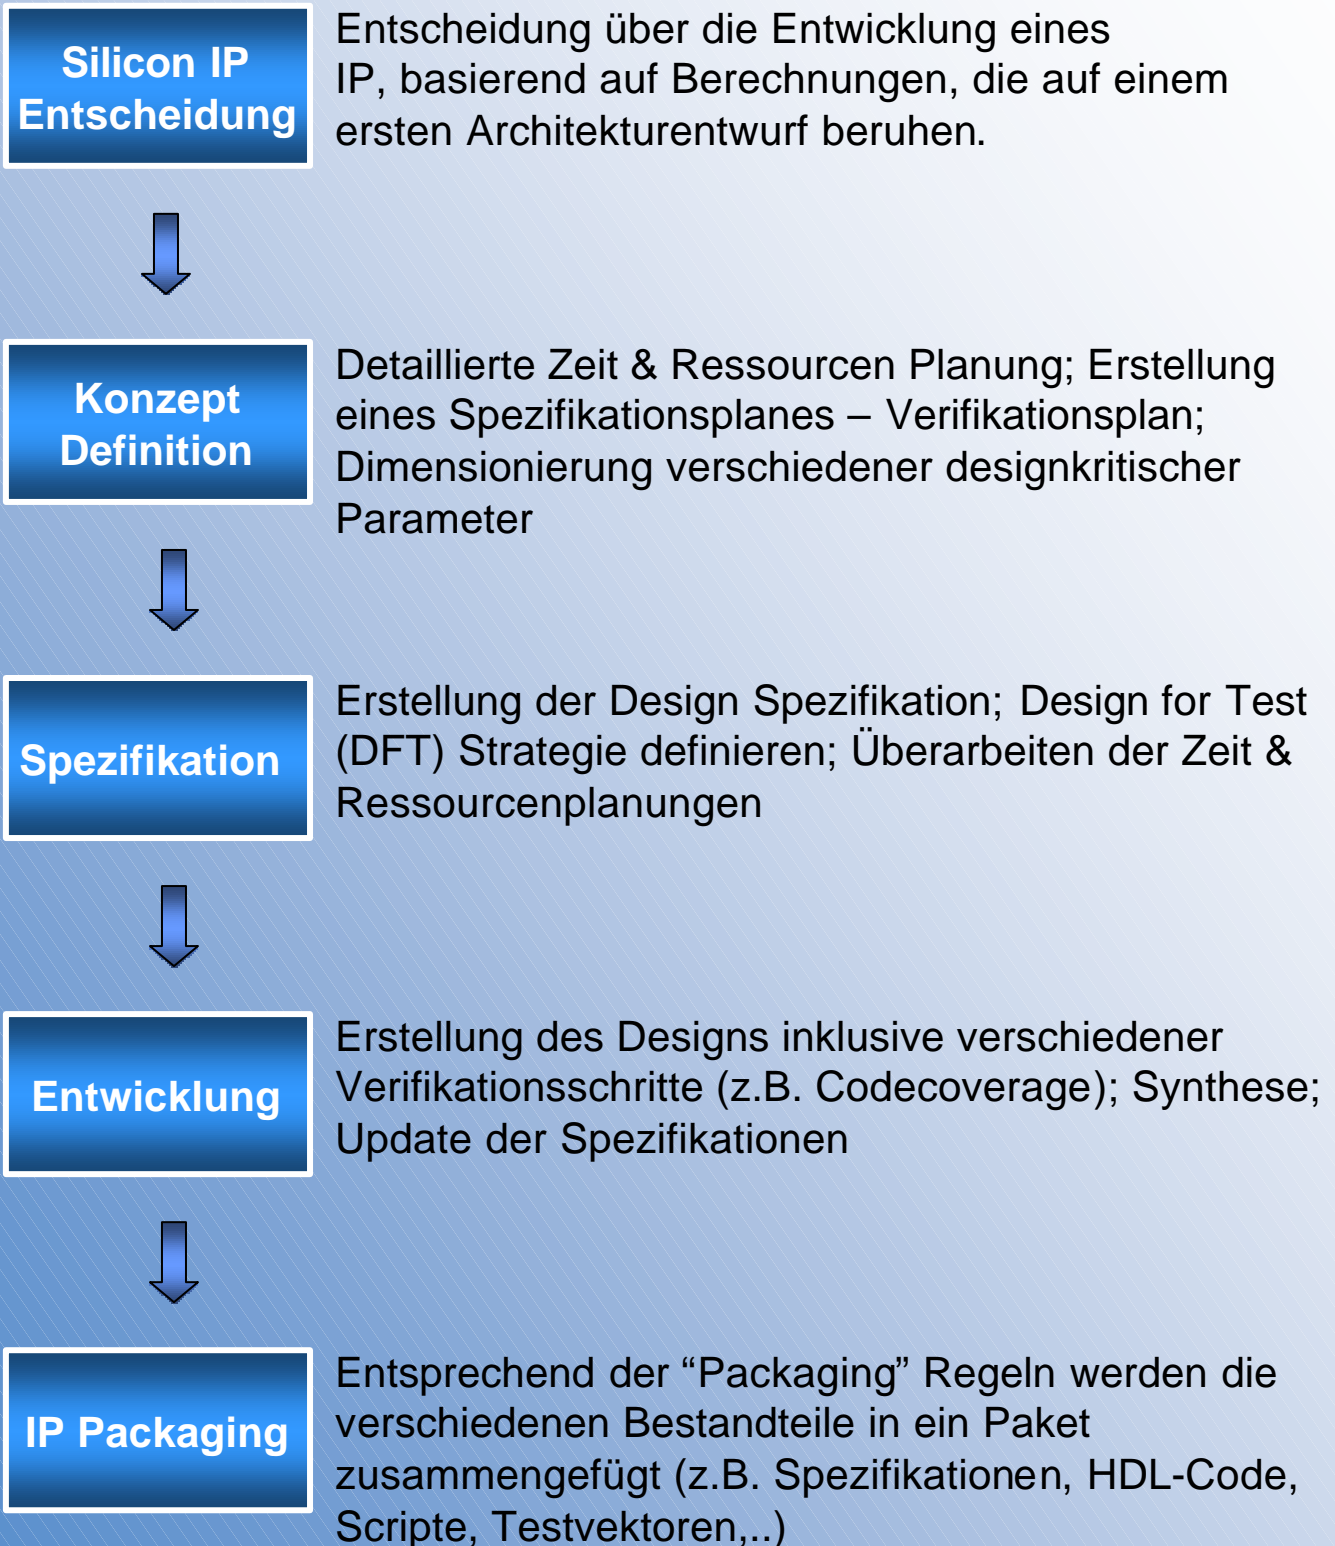 Silicon IP
Entscheidung
Entscheidung über die Entwicklung eines
IP, basierend auf Berechnungen, die auf einem
ersten Architekturentwurf beruhen.
Konzept
Definition
Detaillierte Zeit & Ressourcen Planung; Erstellung
eines Spezifikationsplanes – Verifikationsplan;
Dimensionierung verschiedener designkritischer
Parameter
Spezifikation
Erstellung der Design Spezifikation; Design for Test
(DFT) Strategie definieren; Überarbeiten der Zeit &
Ressourcenplanungen
Entwicklung
Erstellung des Designs inklusive verschiedener
Verifikationsschritte (z.B. Codecoverage); Synthese;
Update der Spezifikationen
IP Packaging
Entsprechend der “Packaging” Regeln werden die
verschiedenen Bestandteile in ein Paket
zusammengefügt (z.B. Spezifikationen, HDL-Code,
Scripte, Testvektoren,..)